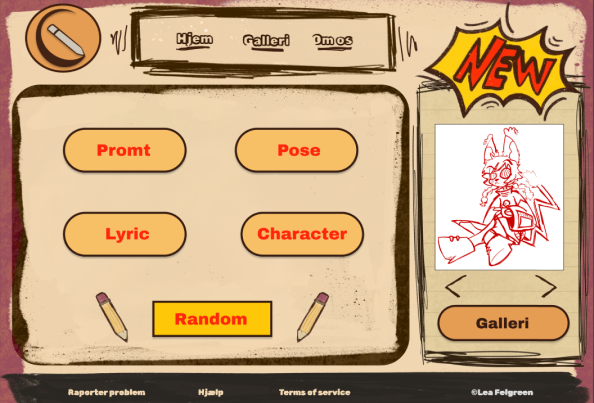 Hjem Galleri Om os
NEW
Promt Pose
Lyric Character
Random
Galleri
Raporter problem Hjælp Terms of service ©Lea Felgreen